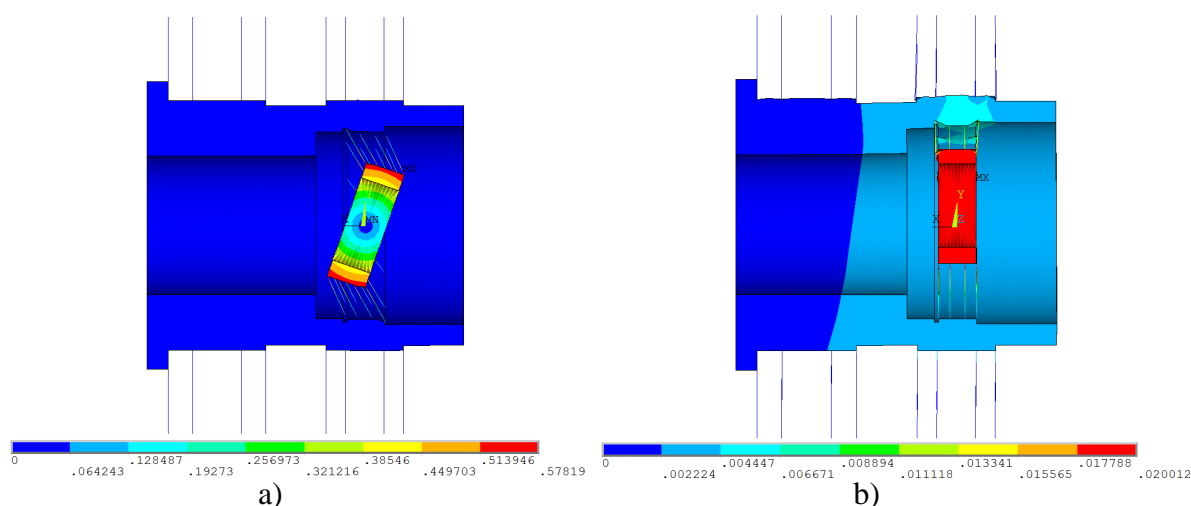 MX
MN
0 .128487 .256973 .38546 .513946
.064243 .19273 .321216 .449703 .57819
a)
MX
Y
X Z
0 .004447 .008894 .013341 .017788
.002224 .006671 .011118 .015565 .020012
b)